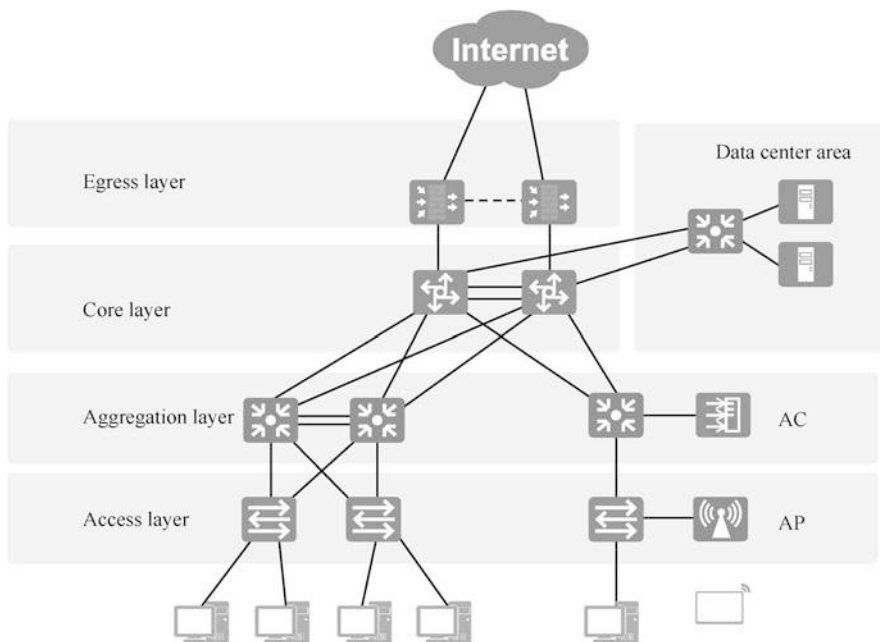 Internet
Egress layer
Data center area
Core layer
Aggregation layer
AC
Access layer
AP